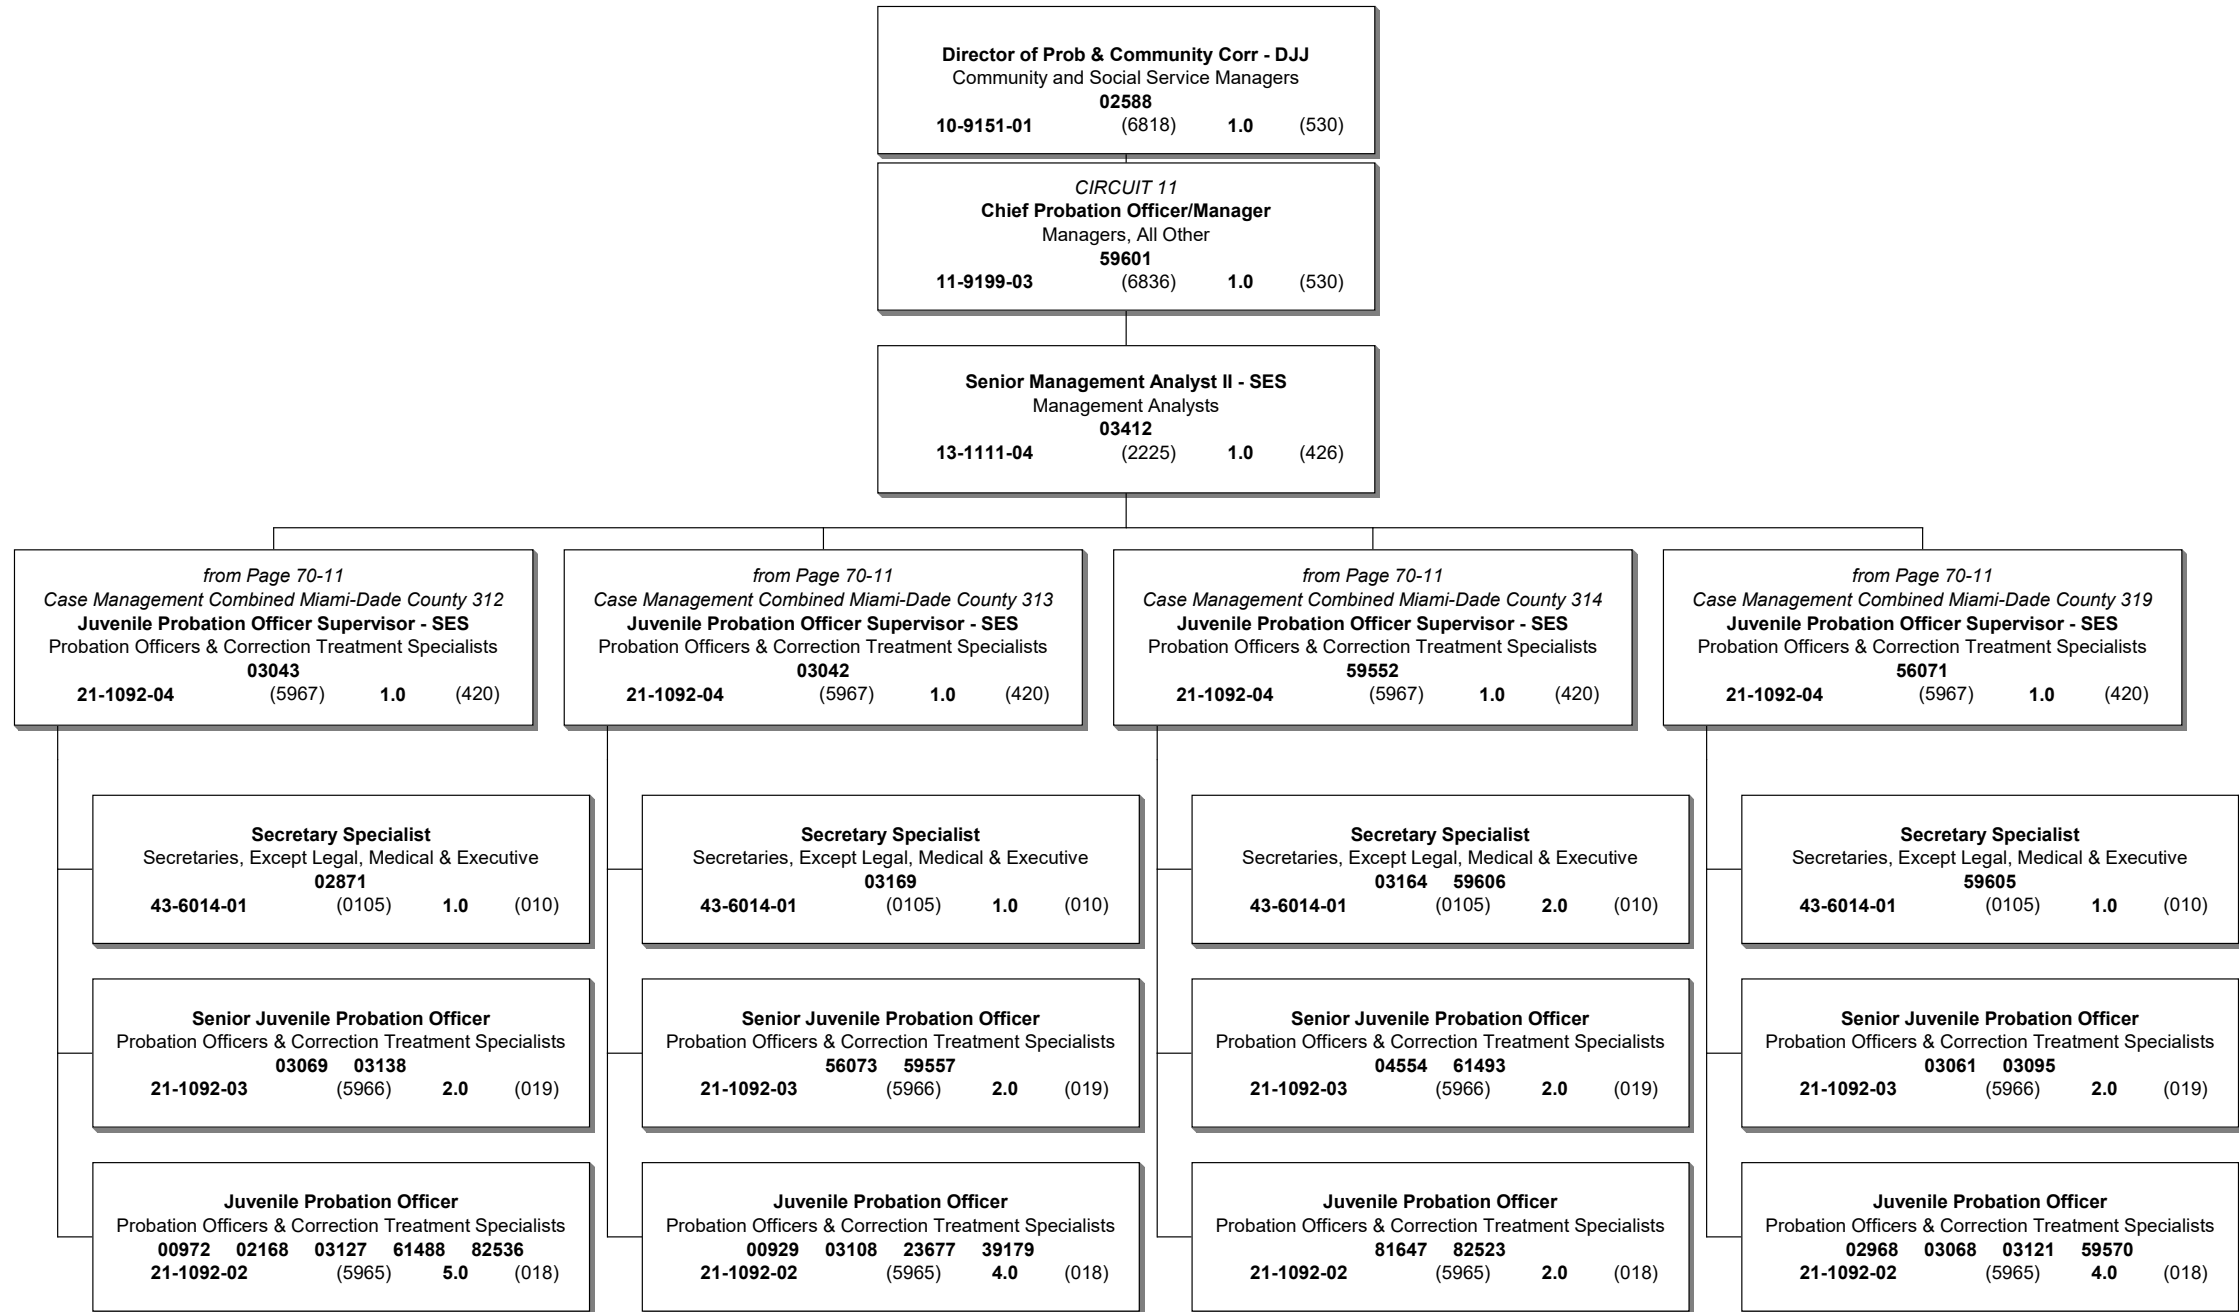 Director of Prob & Community Corr - DJJ
Community and Social Service Managers
02588
10-9151-01 (6818) 1.0 (530)
CIRCUIT 11
Chief Probation Officer/Manager
Managers, All Other
59601
11-9199-03 (6836) 1.0 (530)
Senior Management Analyst II - SES
Management Analysts
03412
13-1111-04 (2225) 1.0 (426)
from Page 70-11
Case Management Combined Miami-Dade County 312
Juvenile Probation Officer Supervisor - SES
Probation Officers & Correction Treatment Specialists
03043
21-1092-04 (5967) 1.0 (420)
from Page 70-11
Case Management Combined Miami-Dade County 313
Juvenile Probation Officer Supervisor - SES
Probation Officers & Correction Treatment Specialists
03042
21-1092-04 (5967) 1.0 (420)
from Page 70-11
Case Management Combined Miami-Dade County 314
Juvenile Probation Officer Supervisor - SES
Probation Officers & Correction Treatment Specialists
59552
21-1092-04 (5967) 1.0 (420)
from Page 70-11
Case Management Combined Miami-Dade County 319
Juvenile Probation Officer Supervisor - SES
Probation Officers & Correction Treatment Specialists
56071
21-1092-04 (5967) 1.0 (420)
Secretary Specialist
Secretaries, Except Legal, Medical & Executive
02871
43-6014-01 (0105) 1.0 (010)
Secretary Specialist
Secretaries, Except Legal, Medical & Executive
03169
43-6014-01 (0105) 1.0 (010)
Secretary Specialist
Secretaries, Except Legal, Medical & Executive
03164 59606
43-6014-01 (0105) 2.0 (010)
Secretary Specialist
Secretaries, Except Legal, Medical & Executive
59605
43-6014-01 (0105) 1.0 (010)
Senior Juvenile Probation Officer
Probation Officers & Correction Treatment Specialists
03069 03138
21-1092-03 (5966) 2.0 (019)
Senior Juvenile Probation Officer
Probation Officers & Correction Treatment Specialists
56073 59557
21-1092-03 (5966) 2.0 (019)
Senior Juvenile Probation Officer
Probation Officers & Correction Treatment Specialists
04554 61493
21-1092-03 (5966) 2.0 (019)
Senior Juvenile Probation Officer
Probation Officers & Correction Treatment Specialists
03061 03095
21-1092-03 (5966) 2.0 (019)
Juvenile Probation Officer
Probation Officers & Correction Treatment Specialists
00972 02168 03127 61488 82536
21-1092-02 (5965) 5.0 (018)
Juvenile Probation Officer
Probation Officers & Correction Treatment Specialists
00929 03108 23677 39179
21-1092-02 (5965) 4.0 (018)
Juvenile Probation Officer
Probation Officers & Correction Treatment Specialists
81647 82523
21-1092-02 (5965) 2.0 (018)
Juvenile Probation Officer
Probation Officers & Correction Treatment Specialists
02968 03068 03121 59570
21-1092-02 (5965) 4.0 (018)